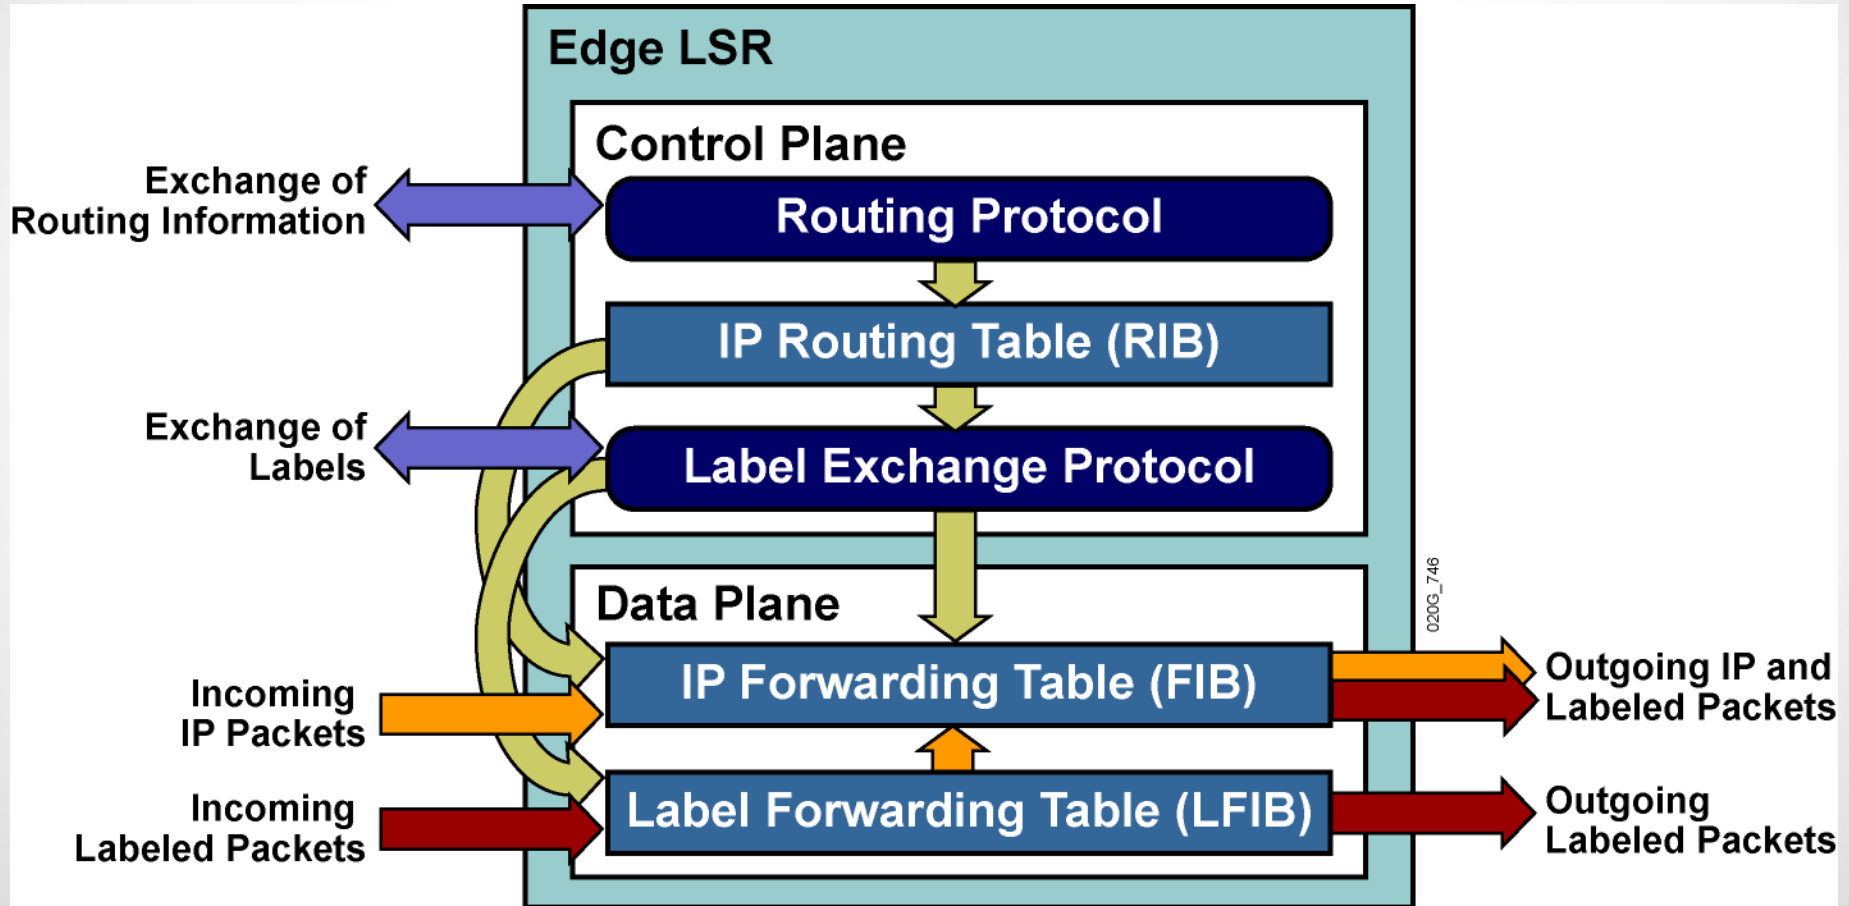 Edge LSR
Control Plane
Exchange of
Routing Information
Routing Protocol
IP Routing Table (RIB)
Exchange of
Labels
Label Exchange Protocol
Data Plane
020G_746
Incoming
IP Packets
IP Forwarding Table (FIB)
Outgoing IP and
Labeled Packets
Incoming
Labeled Packets
Label Forwarding Table (LFIB)
Outgoing
Labeled Packets